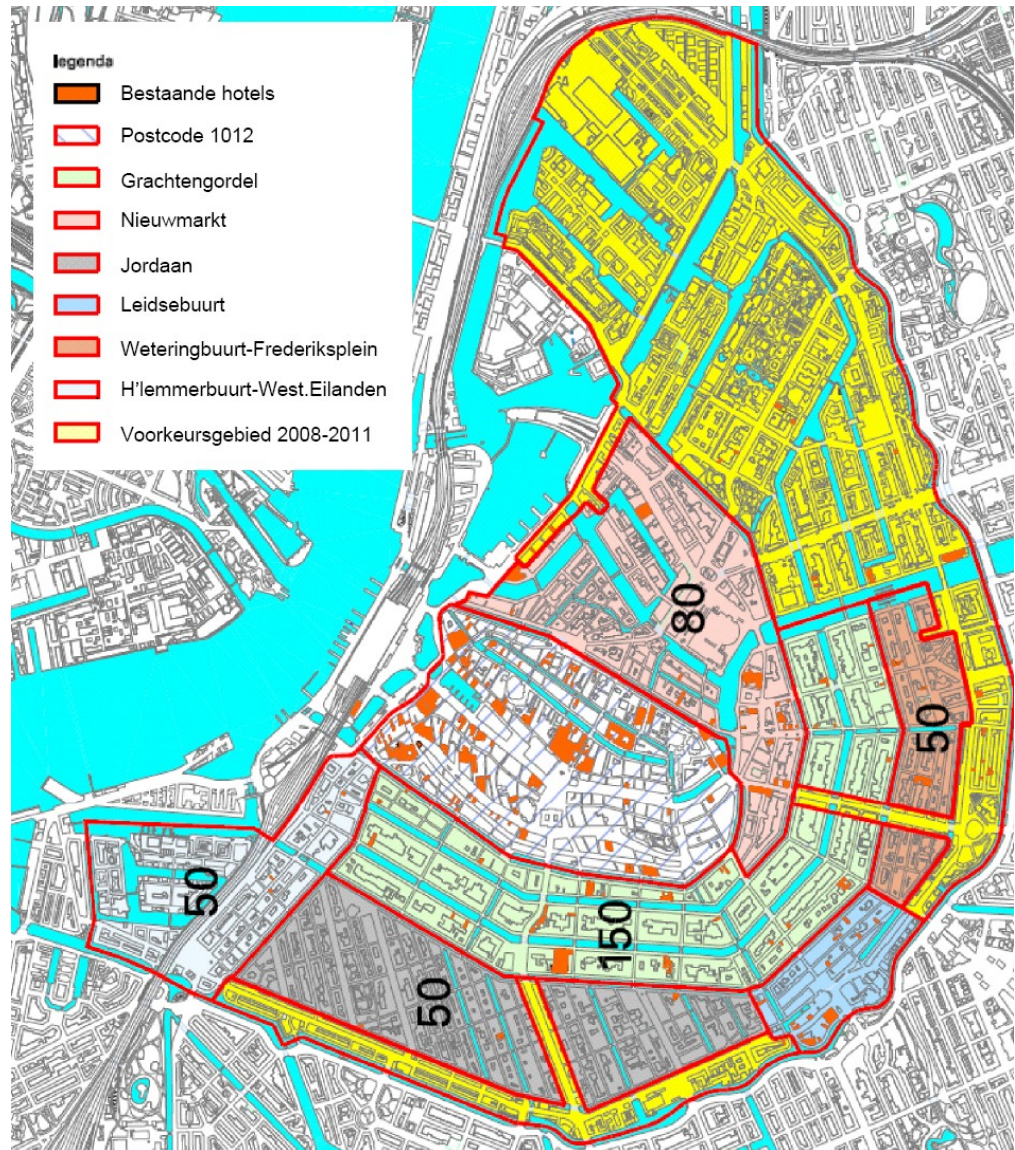 legenda
Bestaande hotels
Postcode 1012
Grachtengordel
Nieuwmarkt
Jordaan
Leidsebuurt
Weteringbuurt-Frederiksplein
H'lemmerbuurt-West.Eilanden
Voorkeursgebied 2008-2011
80
50
50
150
50